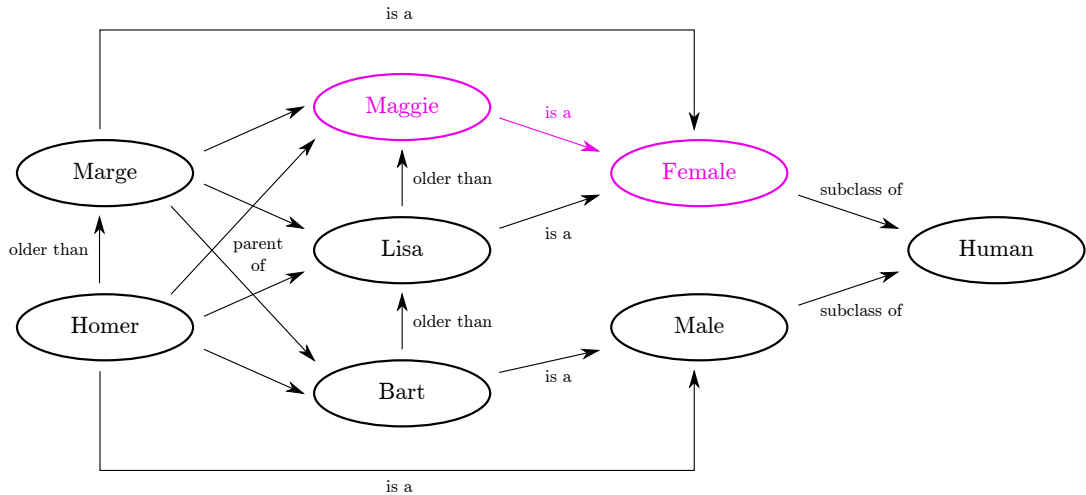 is a
Maggie
is a
Marge
older than
Female
subclass of
older than
parent
of
Lisa
is a
Human
Homer
older than
Male
subclass of
Bart
is a
is a